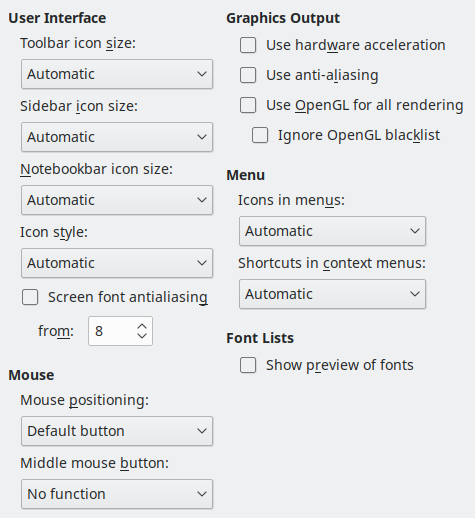 User Interface
Toolbar icon size:
Automatic
Sidebar icon size:
Automatic
Notebookbar icon size:
Automatic
Icon style:
Automatic
Screen font antialiasing
from: 8
Mouse
Mouse positioning:
Default button
Middle mouse button:
No function
Graphics Output
Use hardware acceleration
Use anti-aliasing
Use OpenGL for all rendering
Ignore OpenGL blacklist
Menu
Icons in menus:
Automatic
Shortcuts in context menus:
Automatic
Font Lists
Show preview of fonts